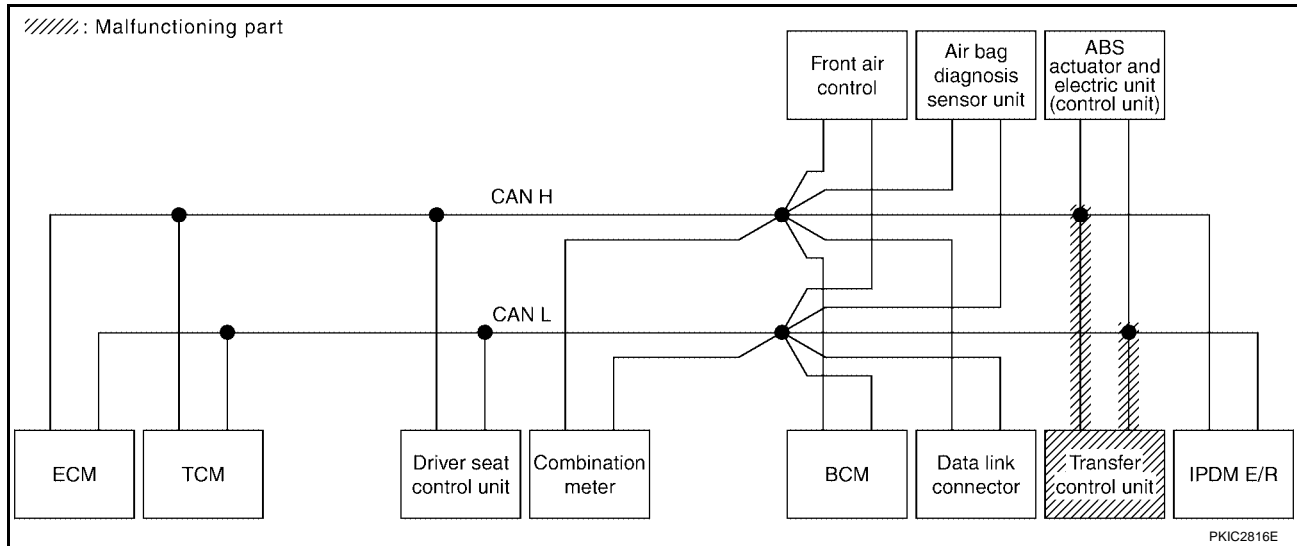 : Malfunctioning part
Front air
control
Air bag
diagnosis
sensor unit
ABS
actuator and
electric unit
(control unit)
CAN H
CAN L
ECM
TCM
Driver seat
control unit
Combination
meter
BCM
Data link
connector
Transfer
control unit
IPDM E/R
PKIC2816E